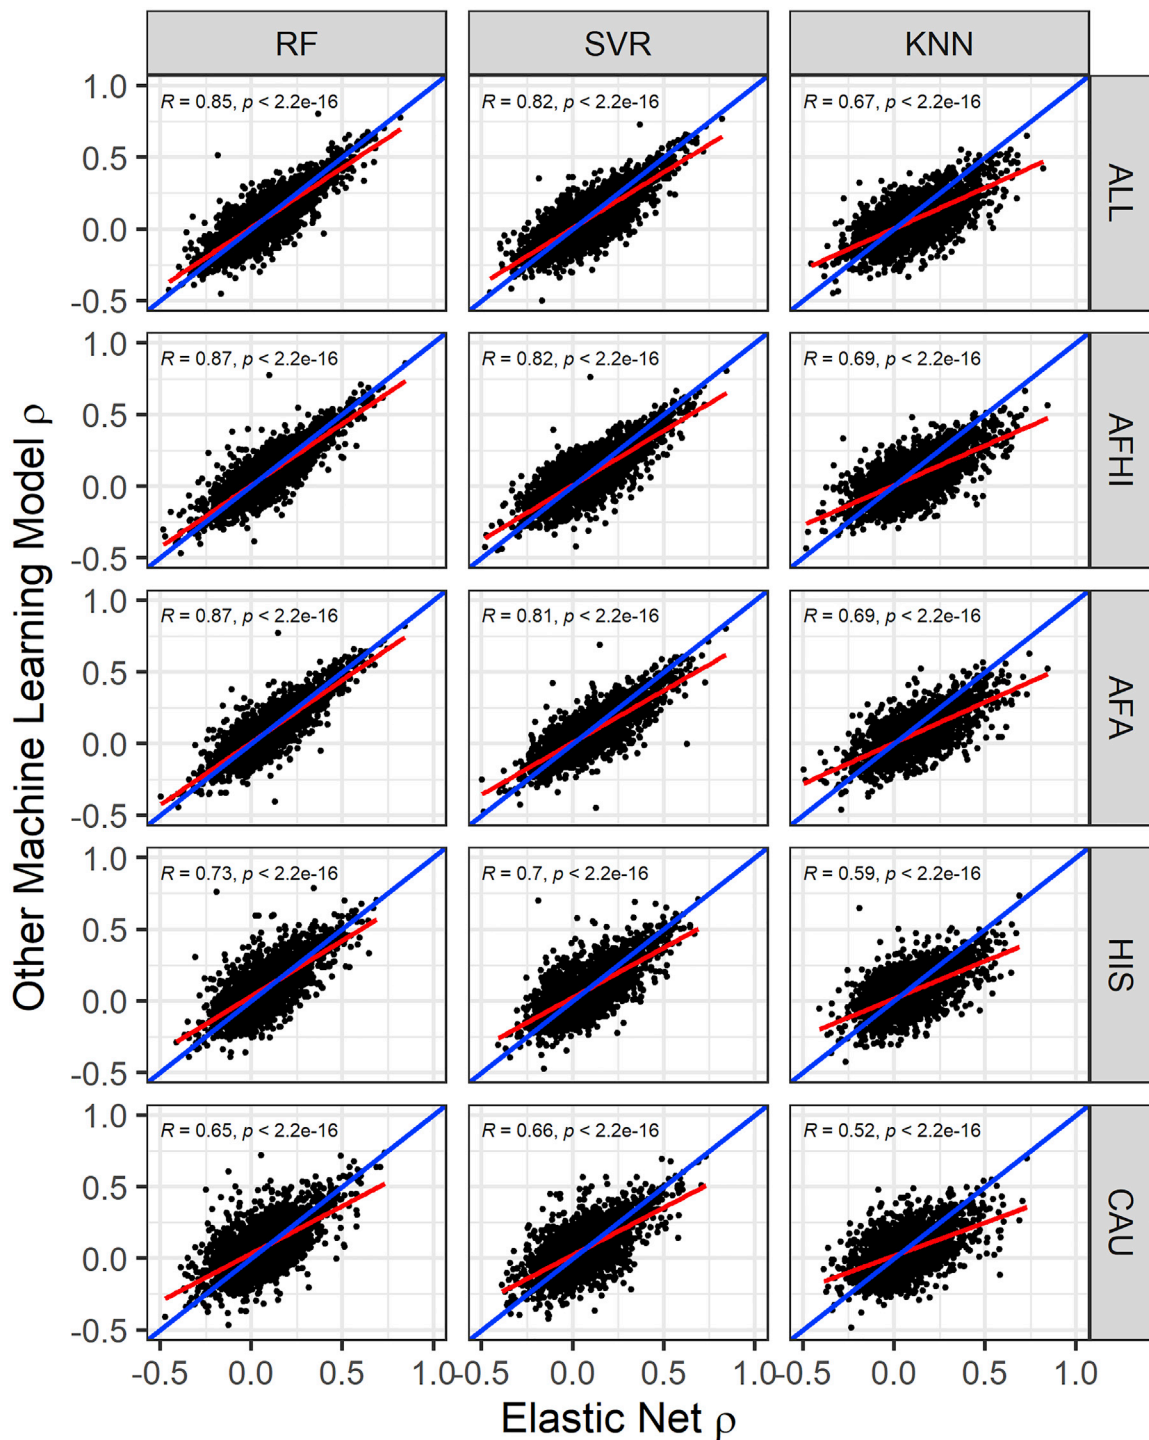 RF SVR KNN
1.0
0.5
0.0
-0.5
R = 0.85, p < 2.2e-16
R = 0.82, p < 2.2e-16
R = 0.67, p < 2.2e-16
ALL
1.0
0.5
0.0
-0.5
R = 0.87, p < 2.2e-16
R = 0.82, p < 2.2e-16
R = 0.69, p < 2.2e-16
AFHI
1.0
0.5
0.0
-0.5
R = 0.87, p < 2.2e-16
R = 0.81, p < 2.2e-16
R = 0.69, p < 2.2e-16
AFA
1.0
0.5
0.0
-0.5
R = 0.73, p < 2.2e-16
R = 0.7, p < 2.2e-16
R = 0.59, p < 2.2e-16
HIS
1.0
0.5
0.0
-0.5
R = 0.65, p < 2.2e-16
R = 0.66, p < 2.2e-16
R = 0.52, p < 2.2e-16
CAU
Other Machine Learning Model ρ
-0.5 0.0 0.5 1.0 -0.5 0.0 0.5 1.0 -0.5 0.0 0.5 1.0
Elastic Net ρ